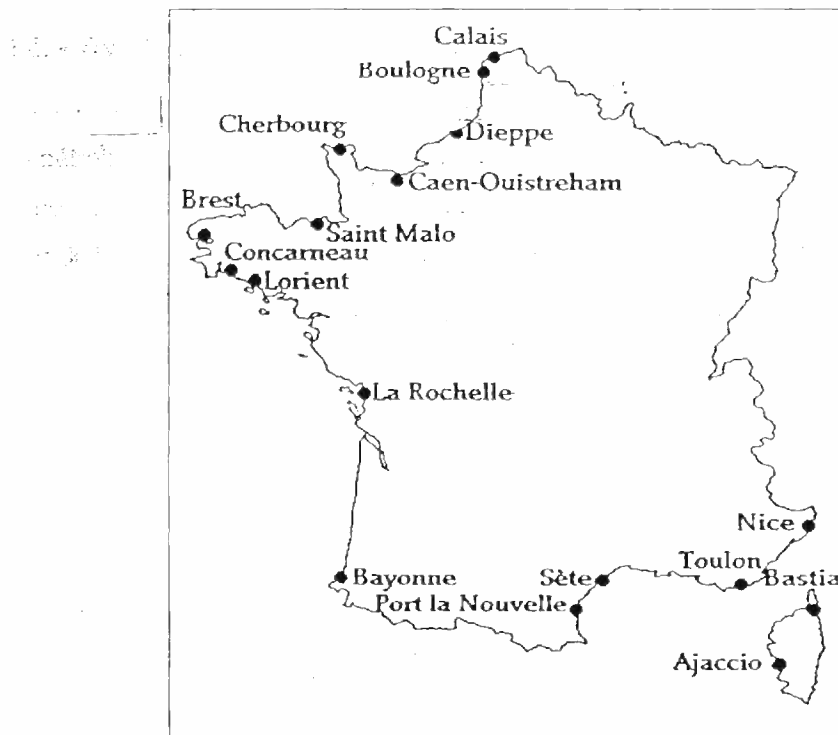 Calais
Boulogne
Cherbourg
Dieppe
Caen-Ouistreham
Brest
Saint Malo
Concarneau
Lorient
La Rochelle
Nice
Toulon
Bayonne
Sète
Bastia
Port la Nouvelle
Ajaccio